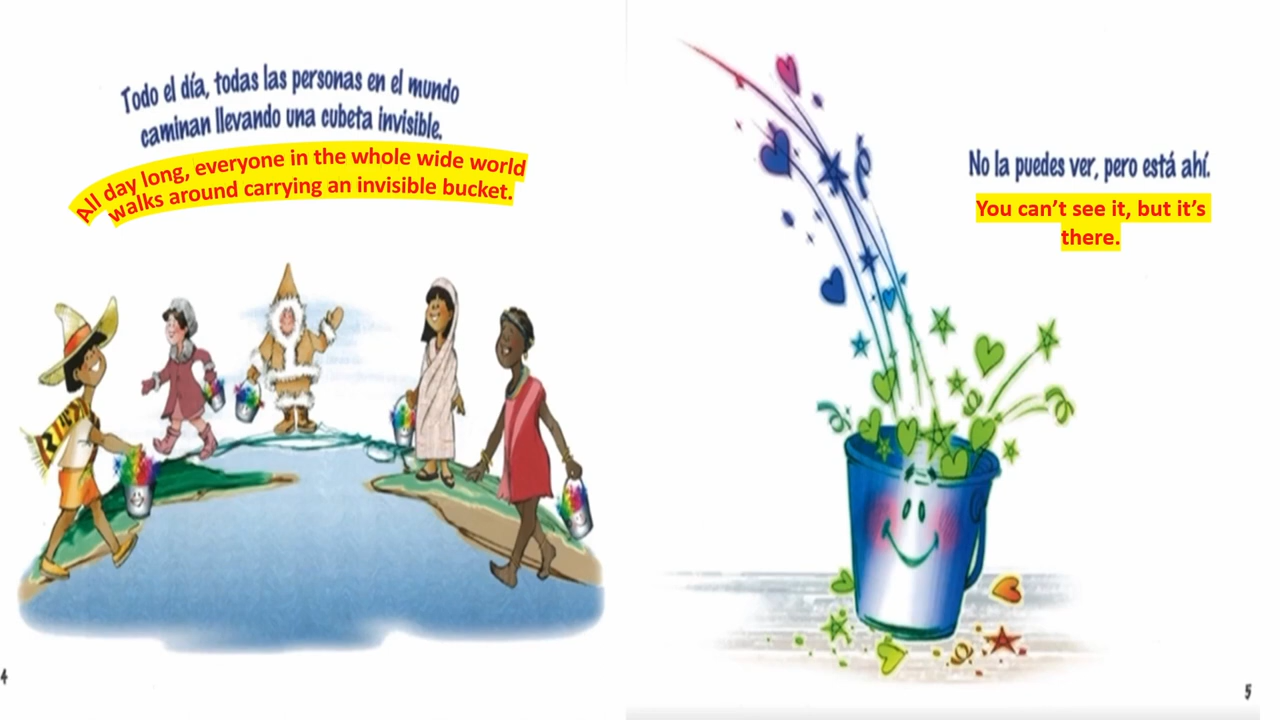 Todo el día, todas las personas en el mundo
caminan llevando una cubeta invisible.
All day long, everyone in the whole wide world
walks around carrying an invisible bucket.
4
No la puedes ver, pero está ahí.
You can’t see it, but it’s
there.
5